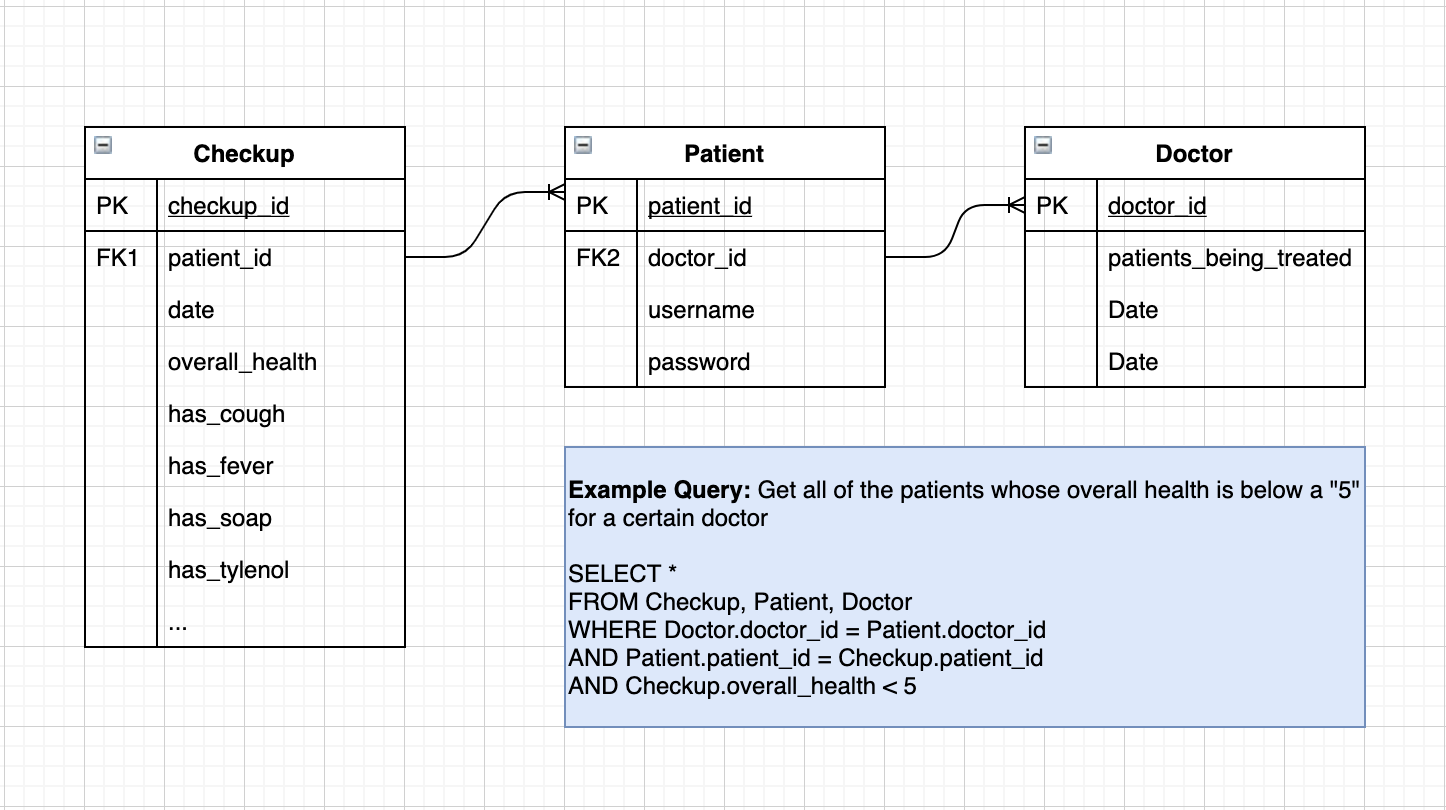 Checkup
PK checkup_id
FK1 patient_id
date
overall_health
has_cough
has_fever
has_soap
has_tylenol
...
Patient
PK patient_id
FK2 doctor_id
username
password
Doctor
PK doctor_id
patients_being_treated
Date
Date
Example Query: Get all of the patients whose overall health is below a "5"
for a certain doctor
SELECT *
FROM Checkup, Patient, Doctor
WHERE Doctor.doctor_id = Patient.doctor_id
AND Patient.patient_id = Checkup.patient_id
AND Checkup.overall_health < 5